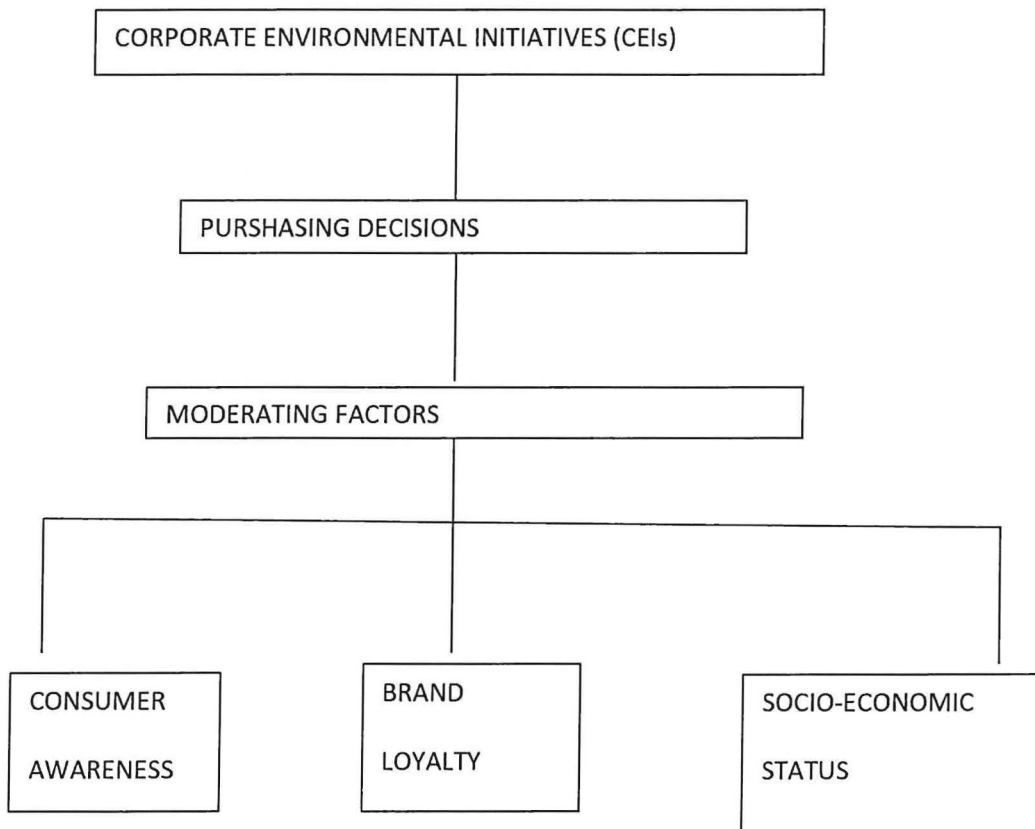 CORPORATE ENVIRONMENTAL INITIATIVES (CEIs)
PURSHASING DECISIONS
MODERATING FACTORS
CONSUMER
AWARENESS
BRAND
LOYALTY
SOCIO-ECONOMIC
STATUS